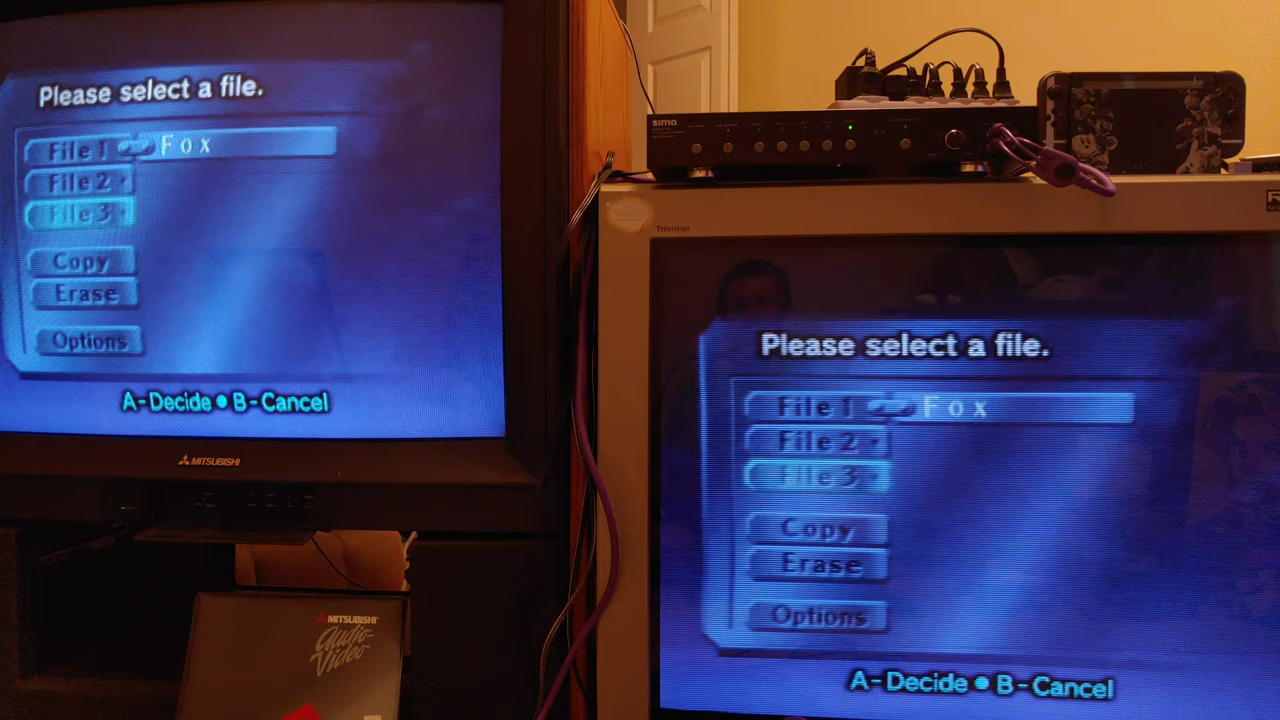 Please select a file.
File 1 Fox
File 2
File 3
Copy
Erase
Options
A-Decide • B-Cancel
MITSUBISHI
MITSUBISHI
Audio-
Video
sima
Trinitron
Please select a file.
File 1 Fox
File 2
File 3
Copy
Erase
Options
A-Decide • B-Cancel